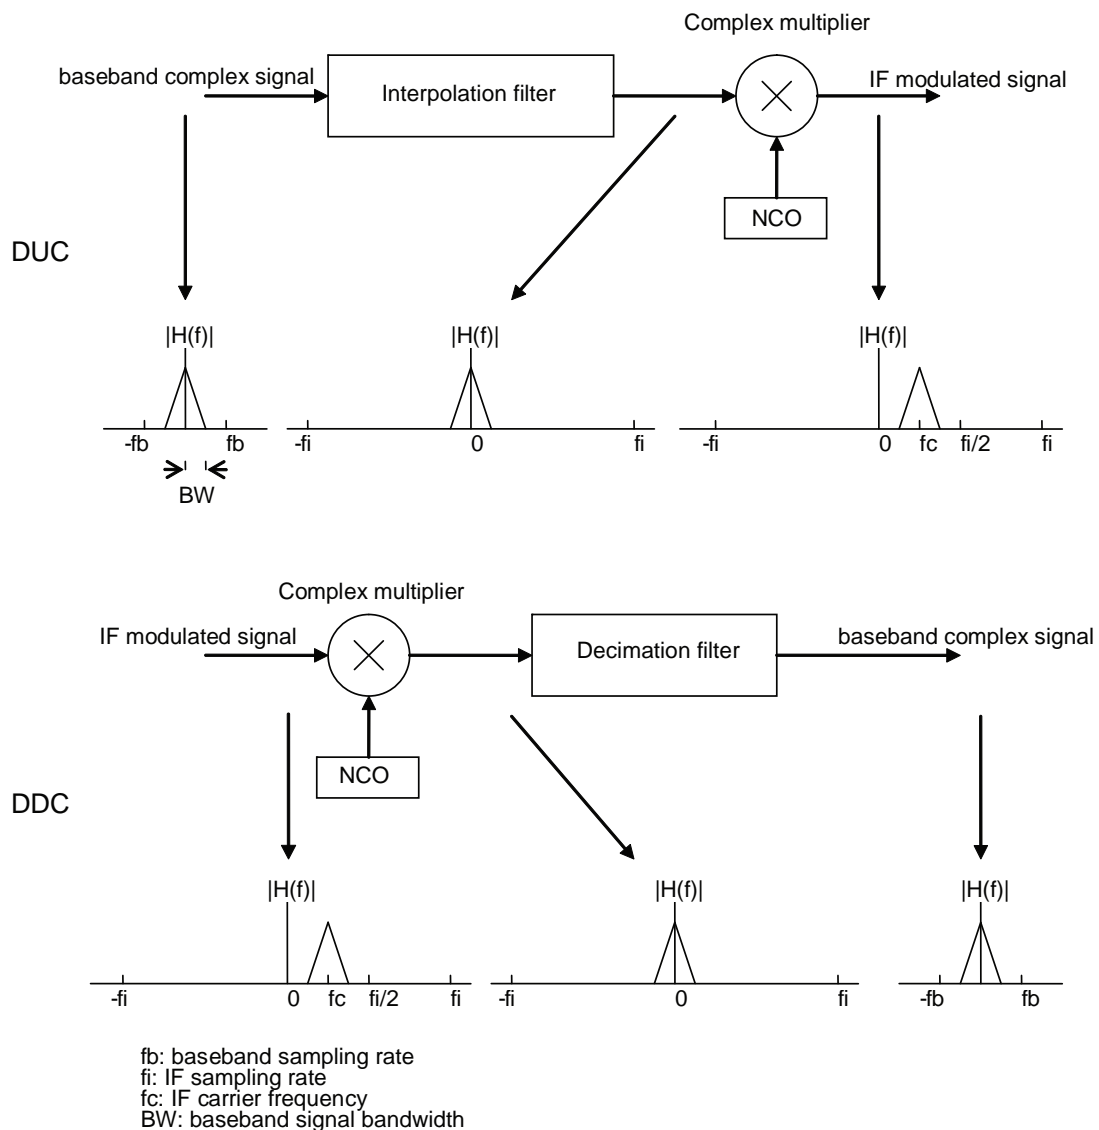 Complex multiplier
baseband complex signal
Interpolation filter
IF modulated signal
NCO
DUC
|H(f)|
|H(f)|
|H(f)|
-fb
fb
-fi
0
fi
-fi
0
fc
fi/2
fi
BW
Complex multiplier
IF modulated signal
Decimation filter
baseband complex signal
NCO
DDC
|H(f)|
|H(f)|
|H(f)|
-fi
0
fc
fi/2
fi
-fi
0
fi
-fb
fb
fb: baseband sampling rate
fi: IF sampling rate
fc: IF carrier frequency
BW: baseband signal bandwidth